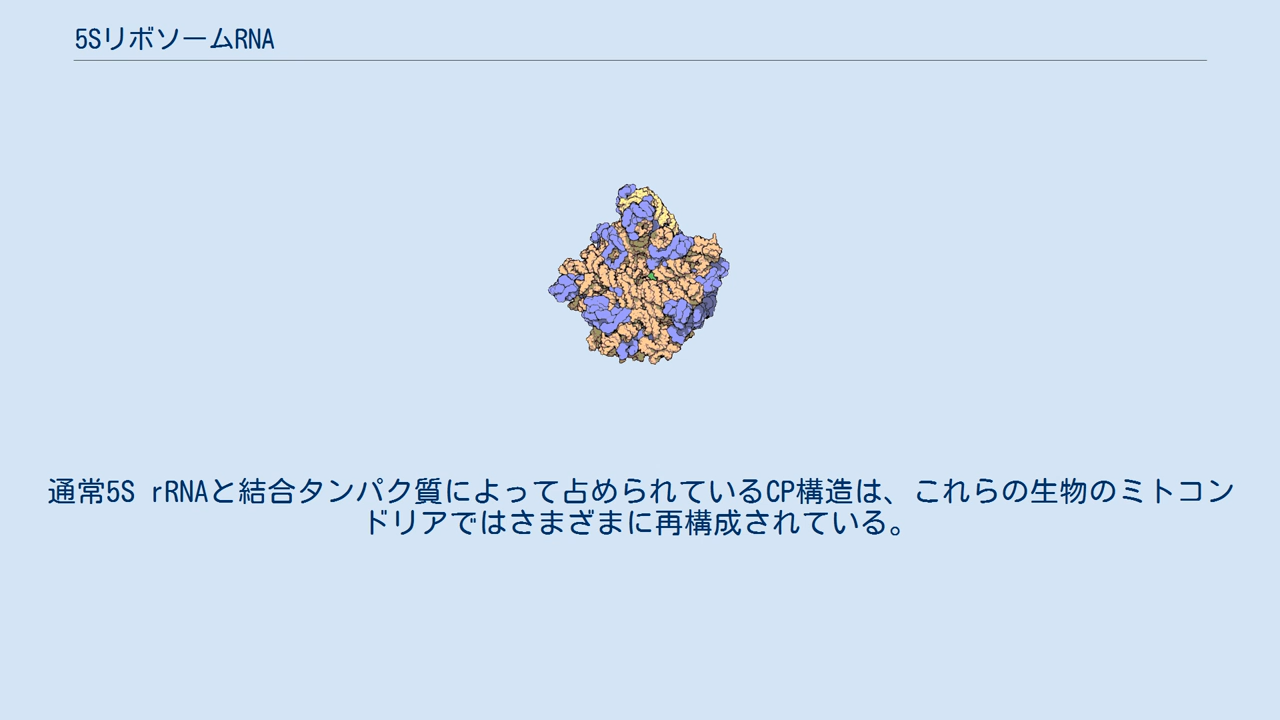 5SリボソームRNA
通常5S rRNAと結合タンパク質によって占められているCP構造は、これらの生物のミトコン
ドリアではさまざまに再構成されている。